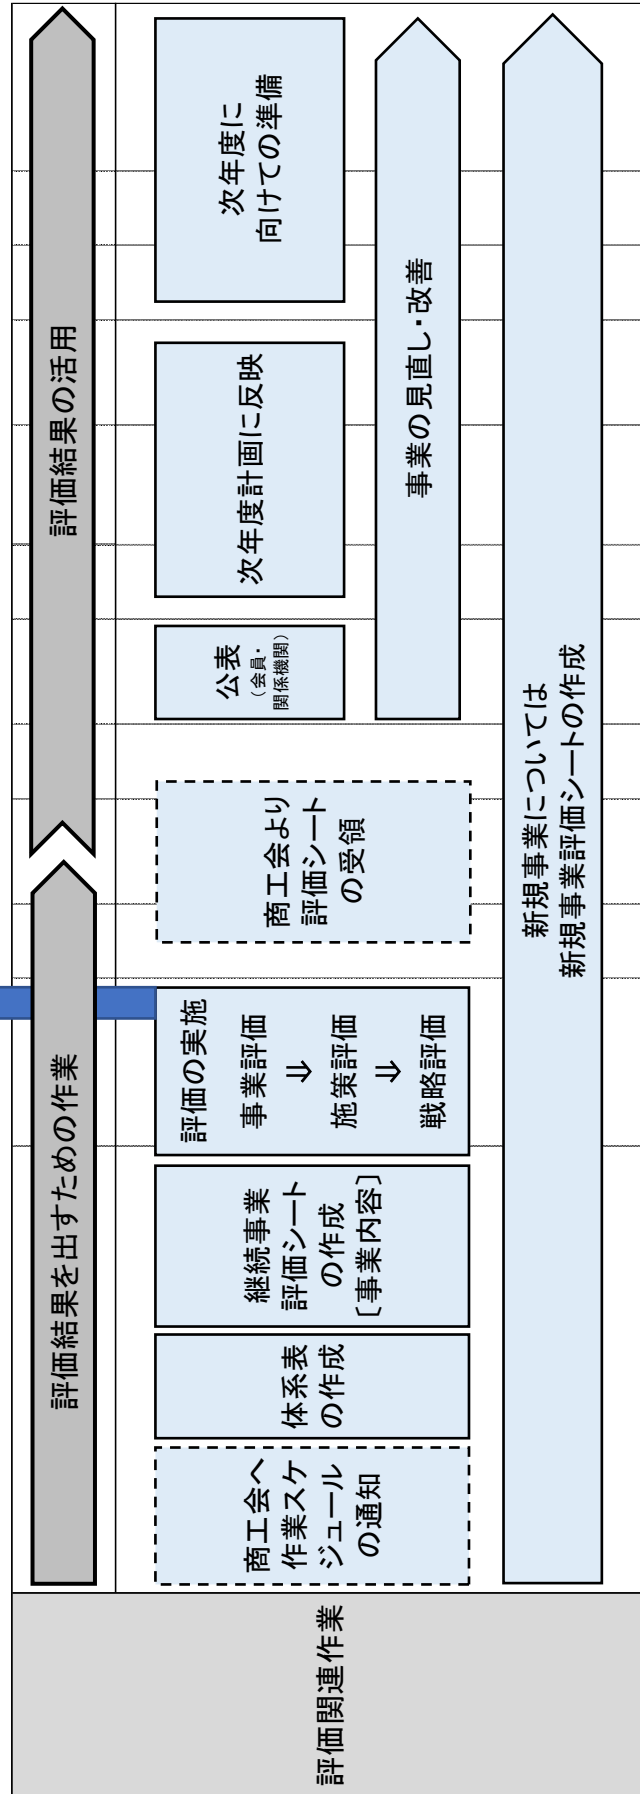 評価関連作業
評価結果を出すための作業
評価結果の活用
商工会へ
作業スケ
ジュール
の通知
体系表
の作成
継続事業
評価シート
の作成
［事業内容］
評価の実施
事業評価
⇓
施策評価
⇓
戦略評価
商工会より
評価シート
の受領
公表
（会員・
関係機関）
次年度計画に反映
次年度に
向けての準備
事業の見直し・改善
新規事業については
新規事業評価シートの作成